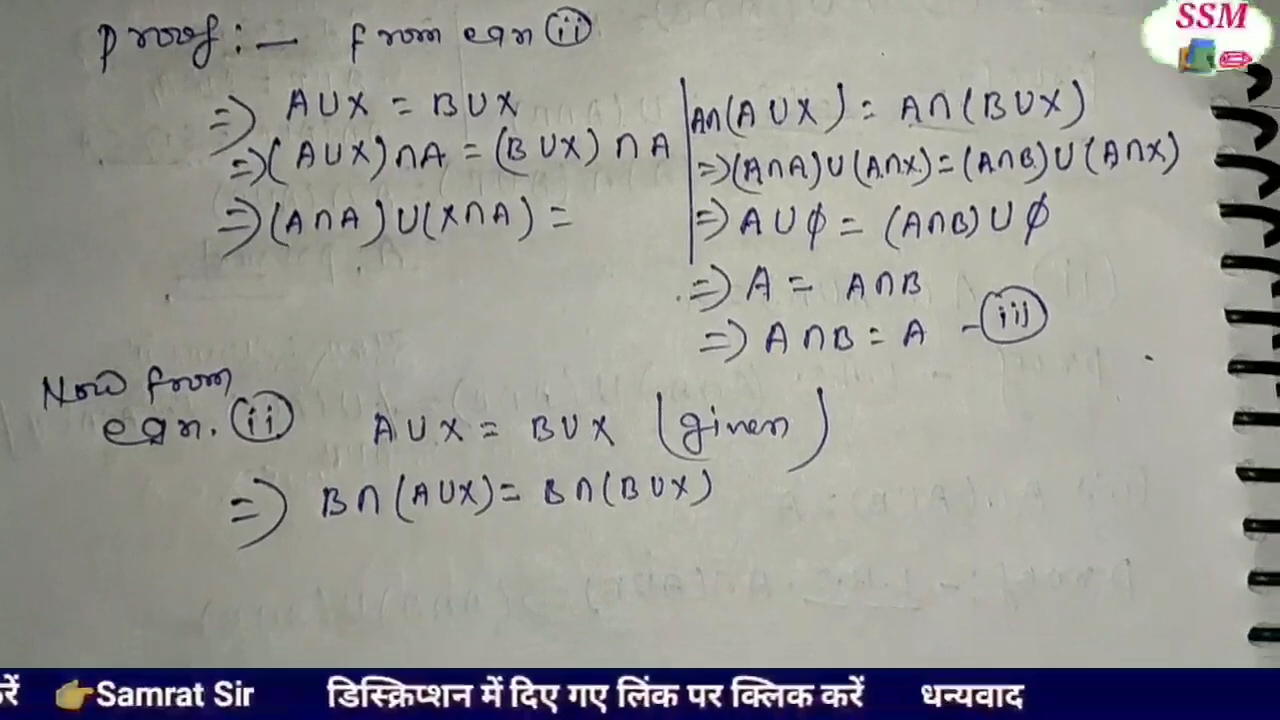 Proof:— from eqn (ii)
⇒ A∪X = B∪X
⇒ (A∪X)∩A = (B∪X)∩A
⇒ (A∩A)∪(X∩A) =
A∩(A∪X) = A∩(B∪X)
⇒ (A∩A)∪(A∩X) = (A∩B)∪(A∩X)
⇒ A∪ϕ = (A∩B)∪ϕ
⇒ A = A∩B
⇒ A∩B = A – (iii)
Now from
eqn. (ii) A∪X = B∪X (given)
⇒ B∩(A∪X) = B∩(B∪X)
SSM
रें 👉Samrat Sir डिस्क्रिप्शन में दिए गए लिंक पर क्लिक करें धन्यवाद